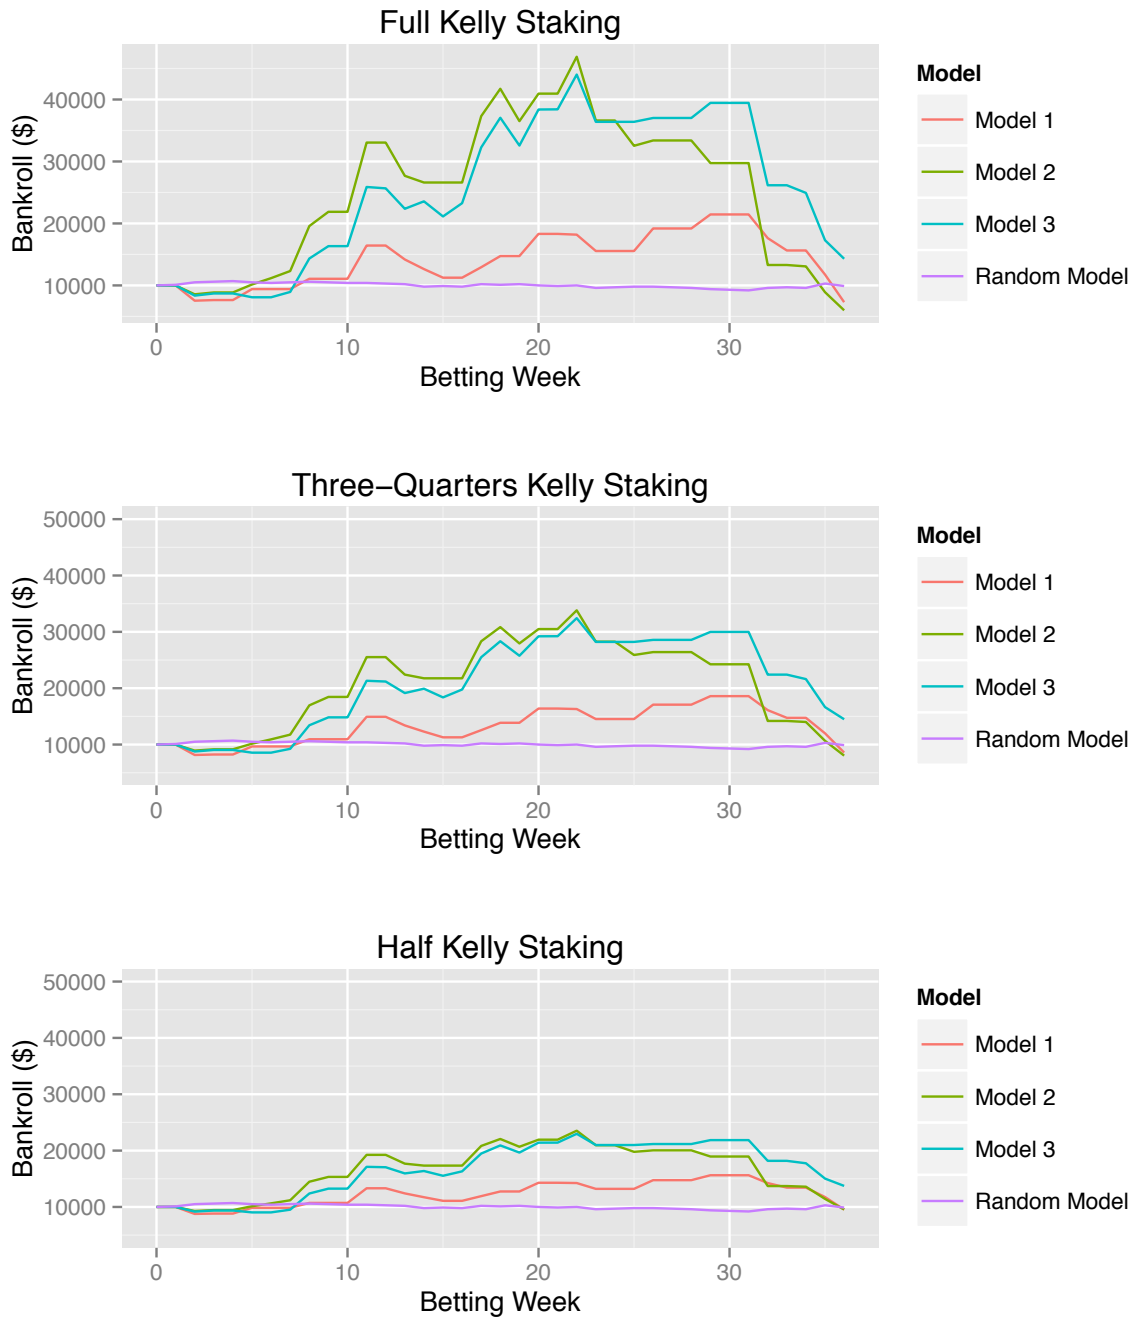 Full Kelly Staking
Bankroll ($)
40000
30000
20000
10000
0 10 20 30
Betting Week
Model
Model 1
Model 2
Model 3
Random Model
Three−Quarters Kelly Staking
Bankroll ($)
50000
40000
30000
20000
10000
0 10 20 30
Betting Week
Model
Model 1
Model 2
Model 3
Random Model
Half Kelly Staking
Bankroll ($)
50000
40000
30000
20000
10000
0 10 20 30
Betting Week
Model
Model 1
Model 2
Model 3
Random Model